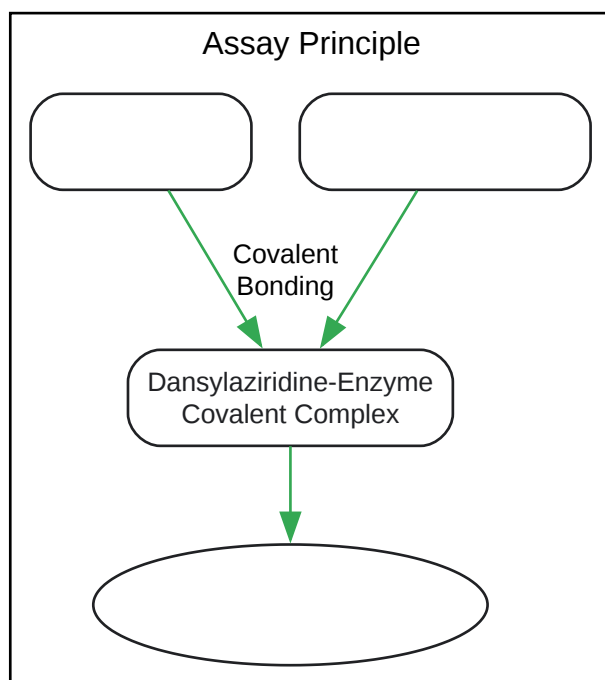 Assay Principle
Covalent
Bonding
Dansylaziridine-Enzyme
Covalent Complex